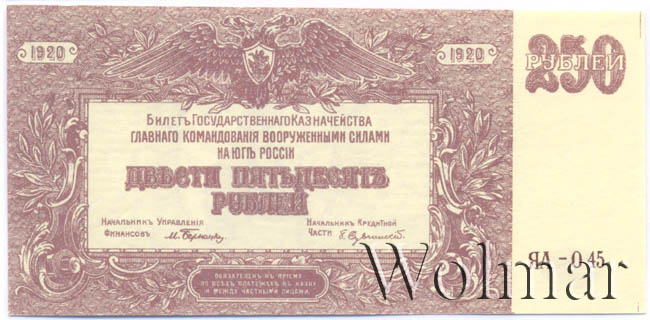 1920
1920
250
РУБЛЕЙ
БИЛЕТЪ ГОСУДАРСТВЕННАГО КАЗНАЧЕЙСТВА
ГЛАВНАГО КОМАНДОВАНІЯ ВООРУЖЕННЫМИ СИЛАМИ
НА ЮГѢ РОССІИ
ДВѢСТИ ПЯТЬДЕСЯТЪ
РУБЛЕЙ
НАЧАЛЬНИКЪ УПРАВЛЕНІЯ
ФИНАНСОВЪ
НАЧАЛЬНИКЪ КРЕДИТНОЙ
ЧАСТИ
ОБЯЗАТЕЛЕНЪ КЪ ПРІЕМУ
ПО ВСѢМЪ ПЛАТЕЖАМЪ ВЪ КАЗНУ
И МЕЖДУ ЧАСТНЫМИ ЛИЦАМИ.
ЯА - 045
Wolmar